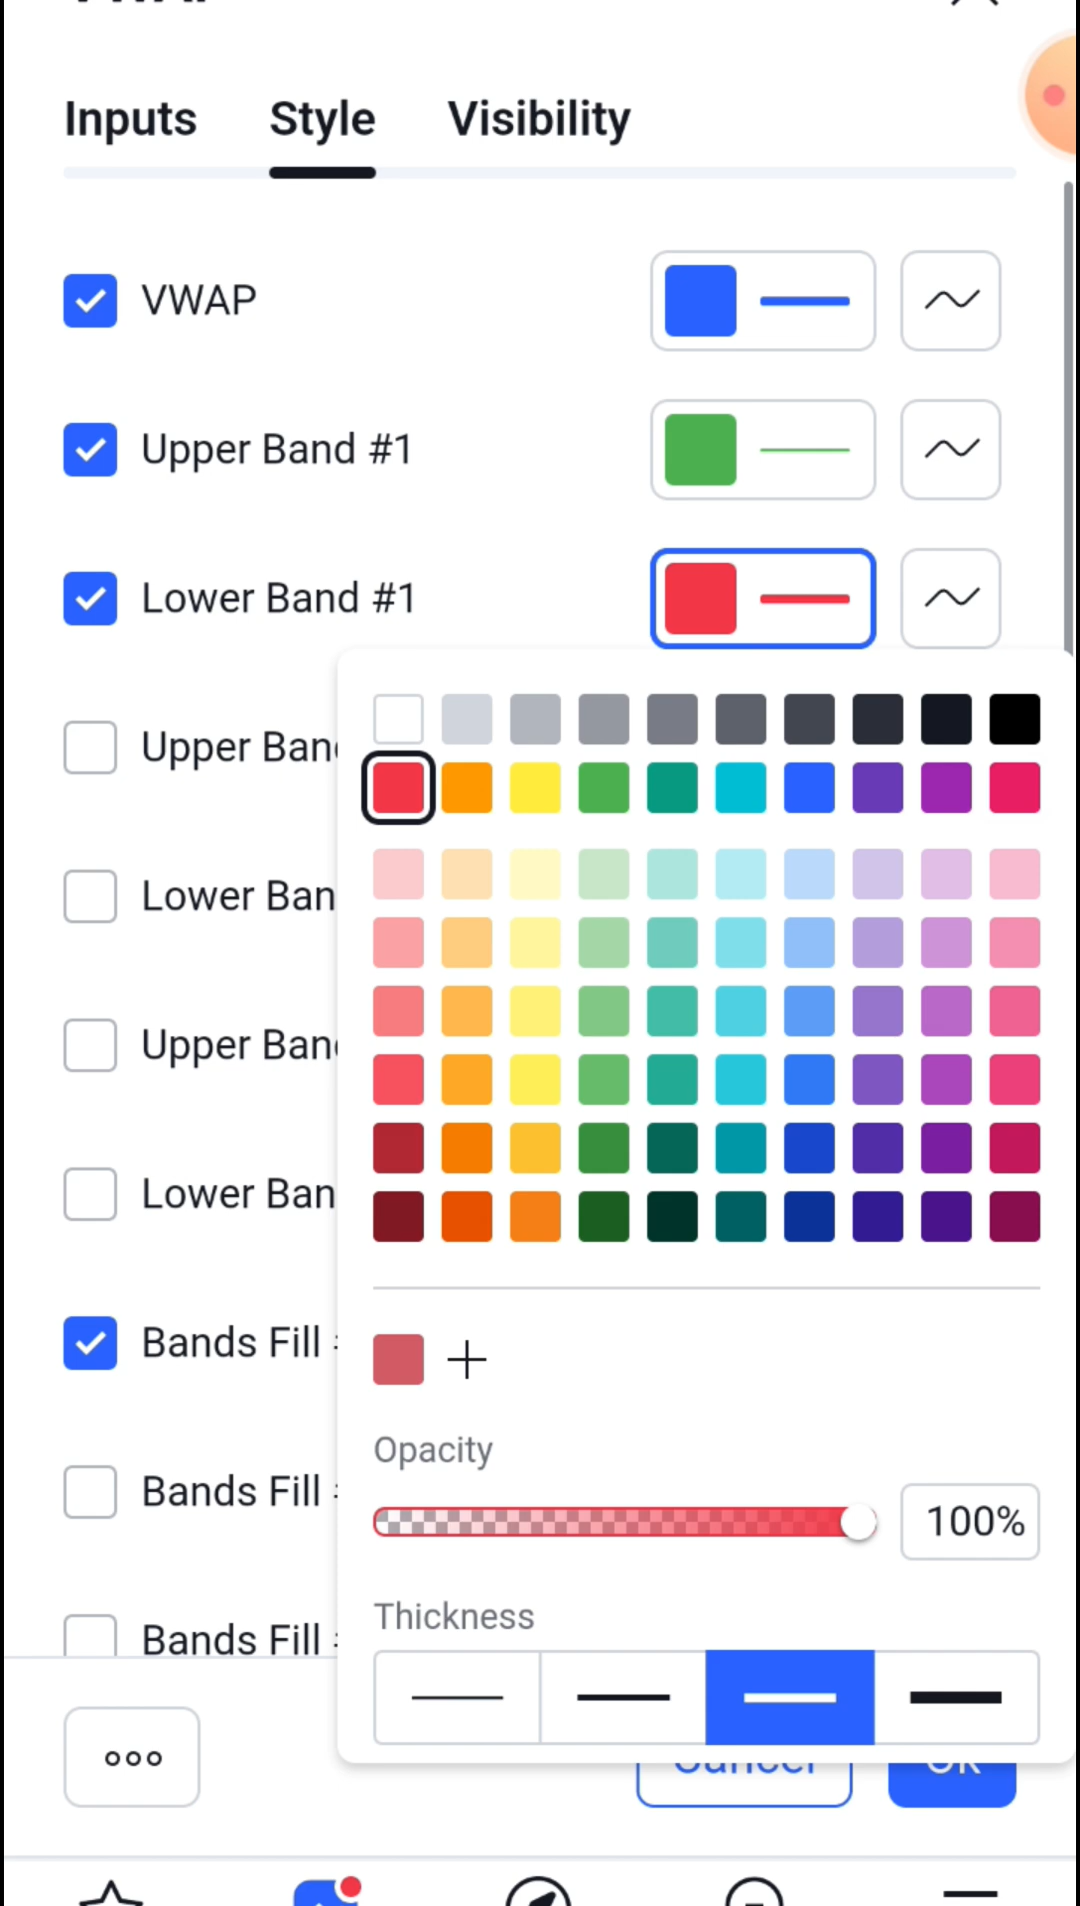 Inputs Style Visibility
VWAP
Upper Band #1
Lower Band #1
Upper Ban
Lower Ban
Upper Ban
Lower Ban
Bands Fill
Bands Fill
Bands Fill
Opacity
100%
Thickness
Cancel